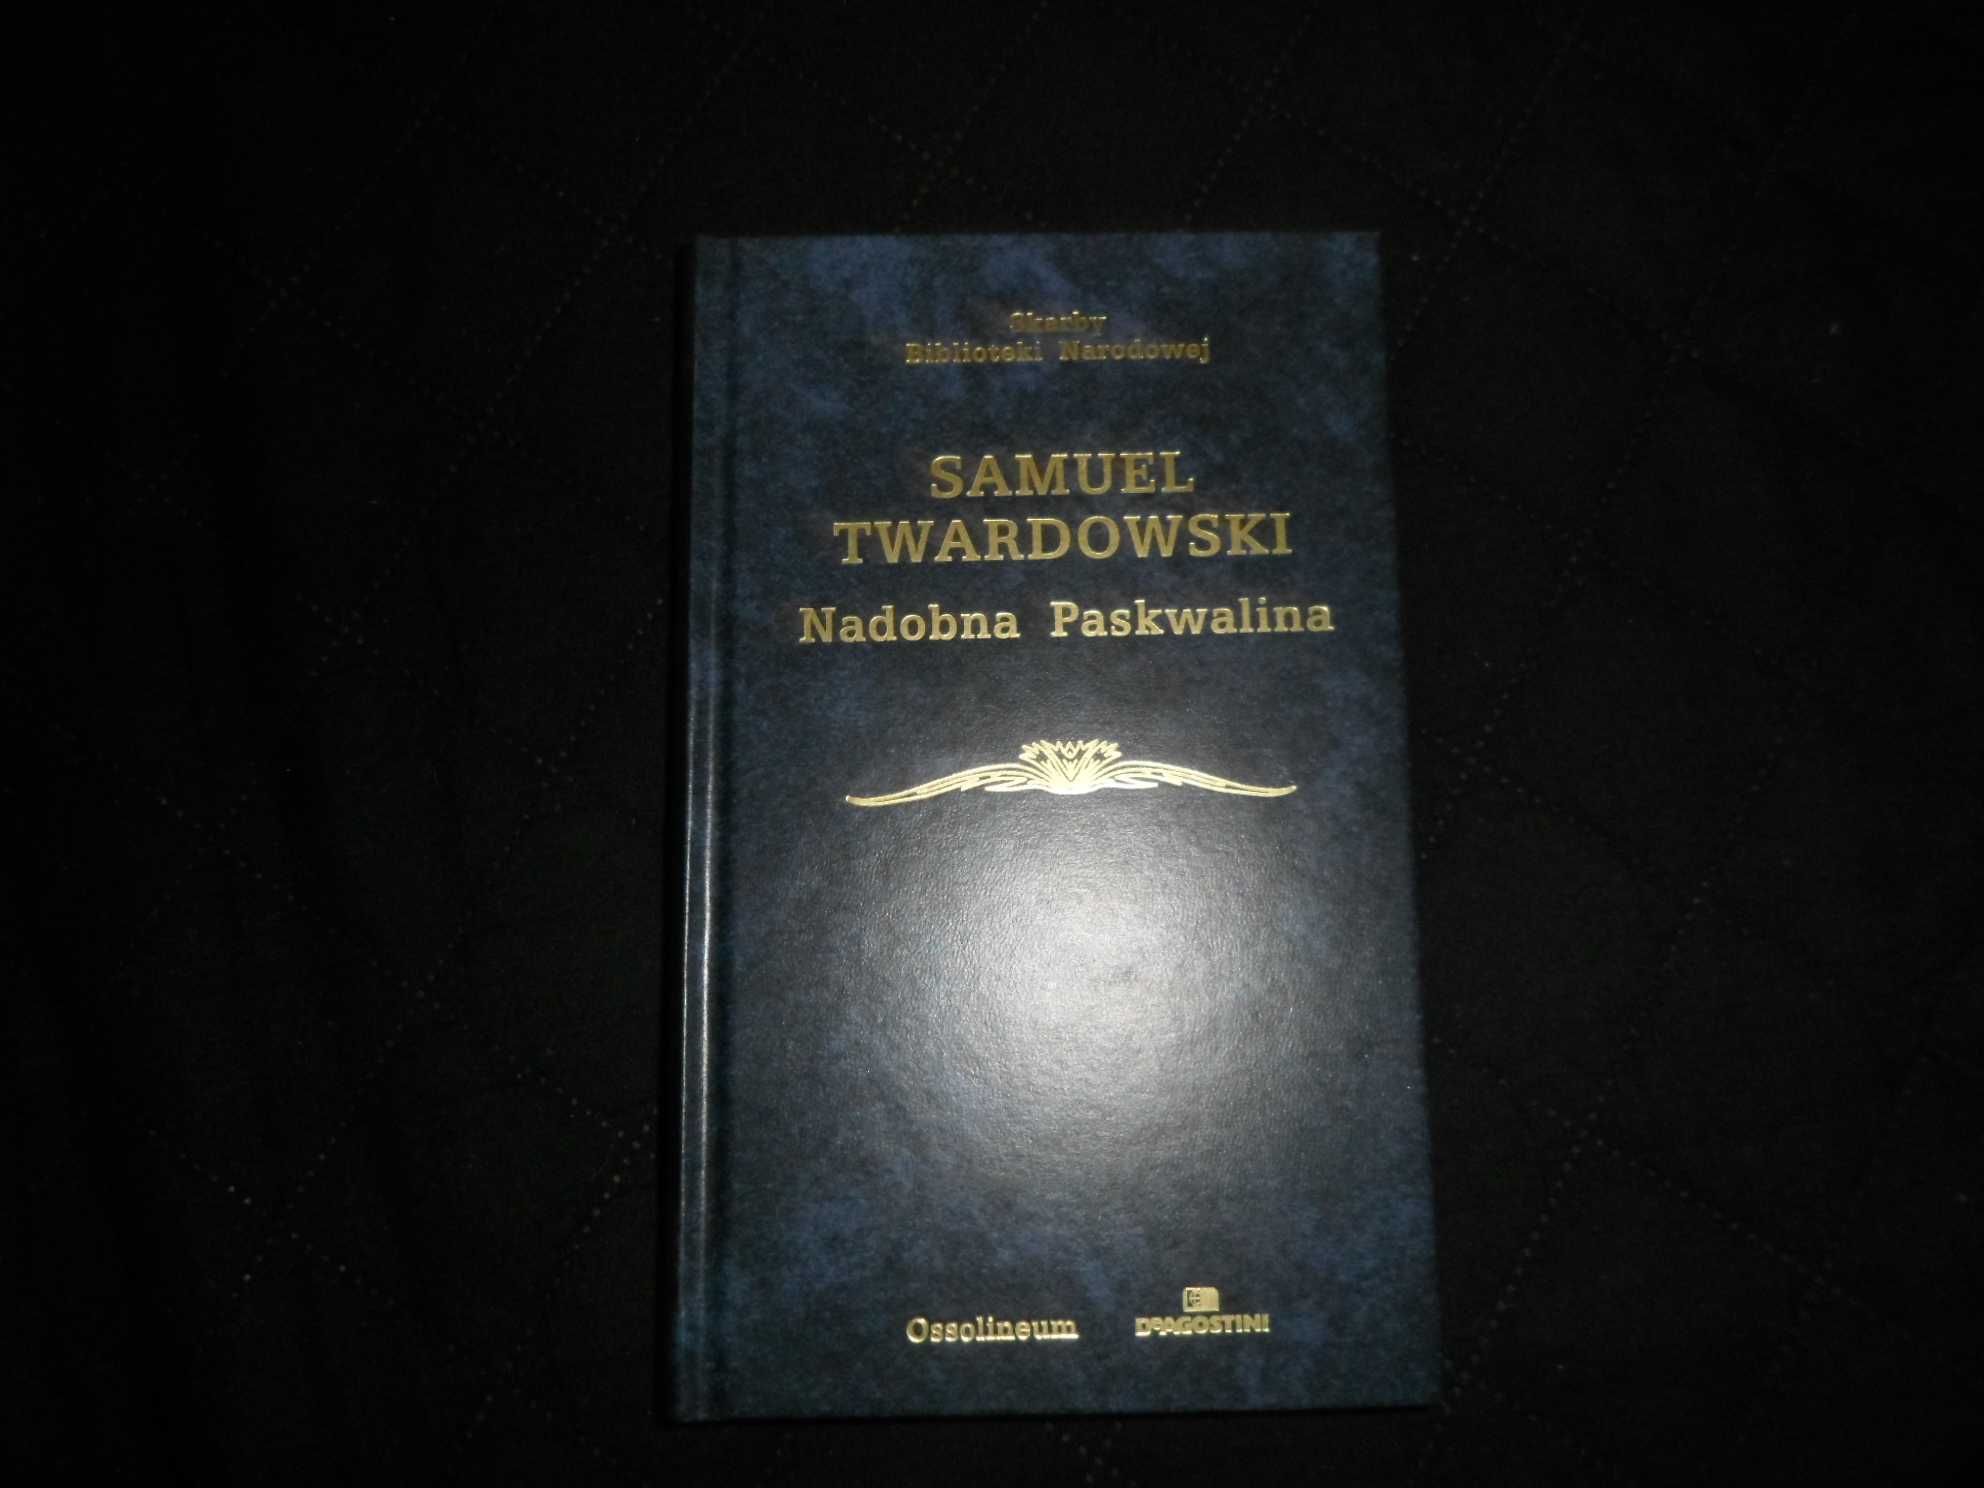 Skarby
Biblioteki Narodowej
SAMUEL
TWARDOWSKI
Nadobna Paskwalina
Ossolineum
DeAGOSTINI